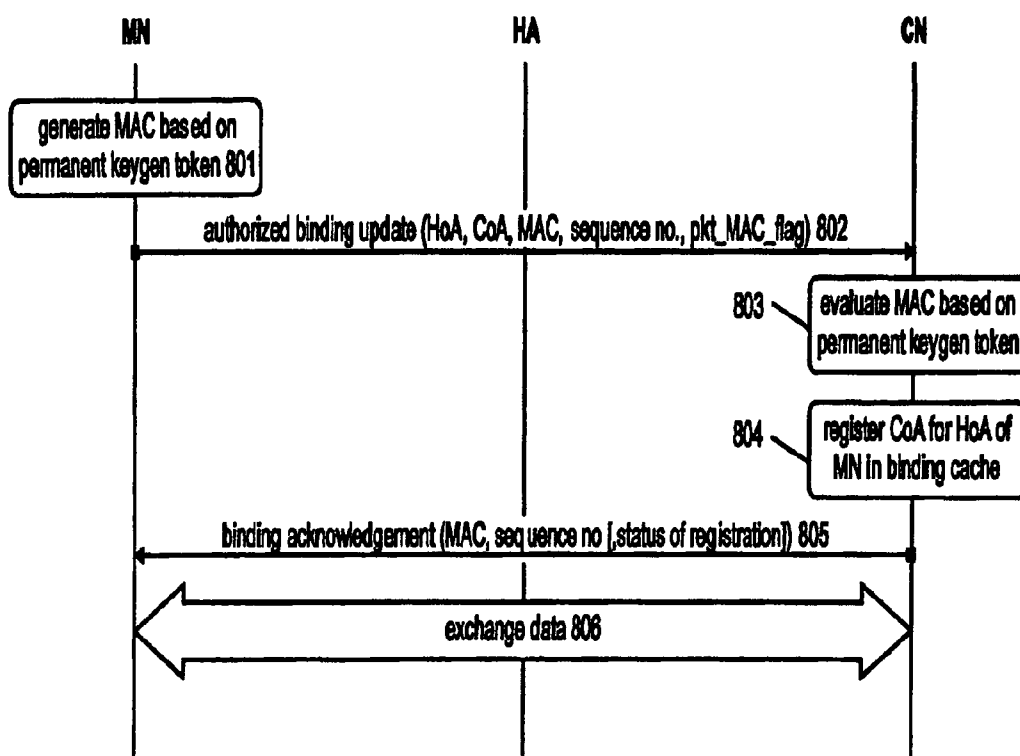 MN
HA
CN
generate MAC based on
permanent keygen token 801
authorized binding update (HoA, CoA, MAC, sequence no., pkt_MAC_flag) 802
803
evaluate MAC based on
permanent keygen token
804
register CoA for HoA of
MN in binding cache
binding acknowledgement (MAC, sequence no [,status of registration]) 805
exchange data 806